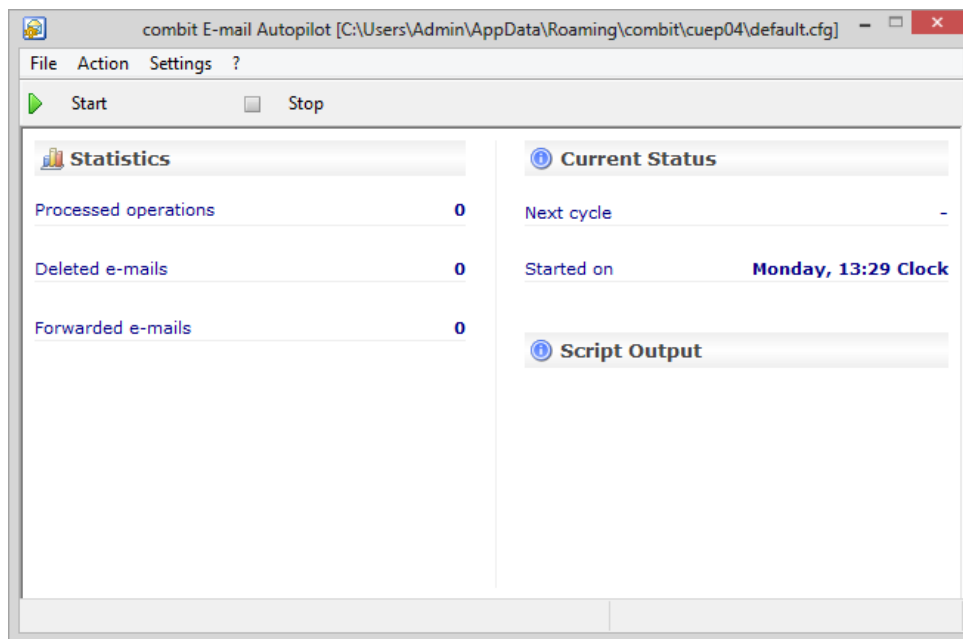 combit E-mail Autopilot [C:\Users\Admin\AppData\Roaming\combit\cuep04\default.cfg]
File Action Settings ?
Start Stop
Statistics
Processed operations 0
Deleted e-mails 0
Forwarded e-mails 0
Current Status
Next cycle -
Started on Monday, 13:29 Clock
Script Output